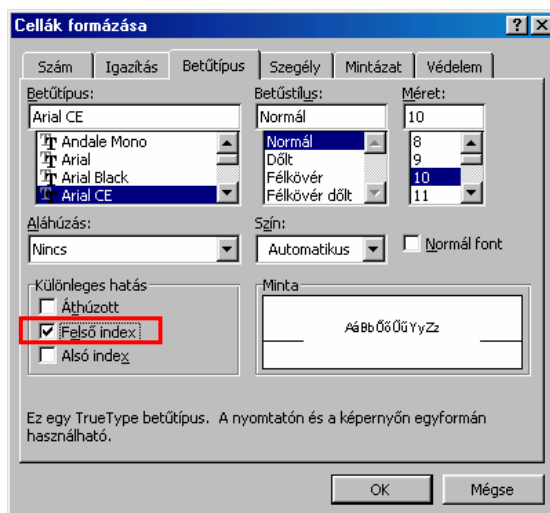 Cellák formázása
Szám Igazítás Betűtípus Szegély Mintázat Védelem
Betűtípus: Betűstílus: Méret:
Arial CE Normál 10
Andale Mono Normál 8
Arial Dőlt 9
Arial Black Félkövér 10
Arial CE Félkövér dőlt 11
Aláhúzás: Szín:
Nincs Automatikus Normál font
Különleges hatás Minta
Áthúzott
Felső index AáBbŐőŰűYyZz
Alsó index
Ez egy TrueType betűtípus. A nyomtatón és a képernyőn egyformán
használható.
OK Mégse